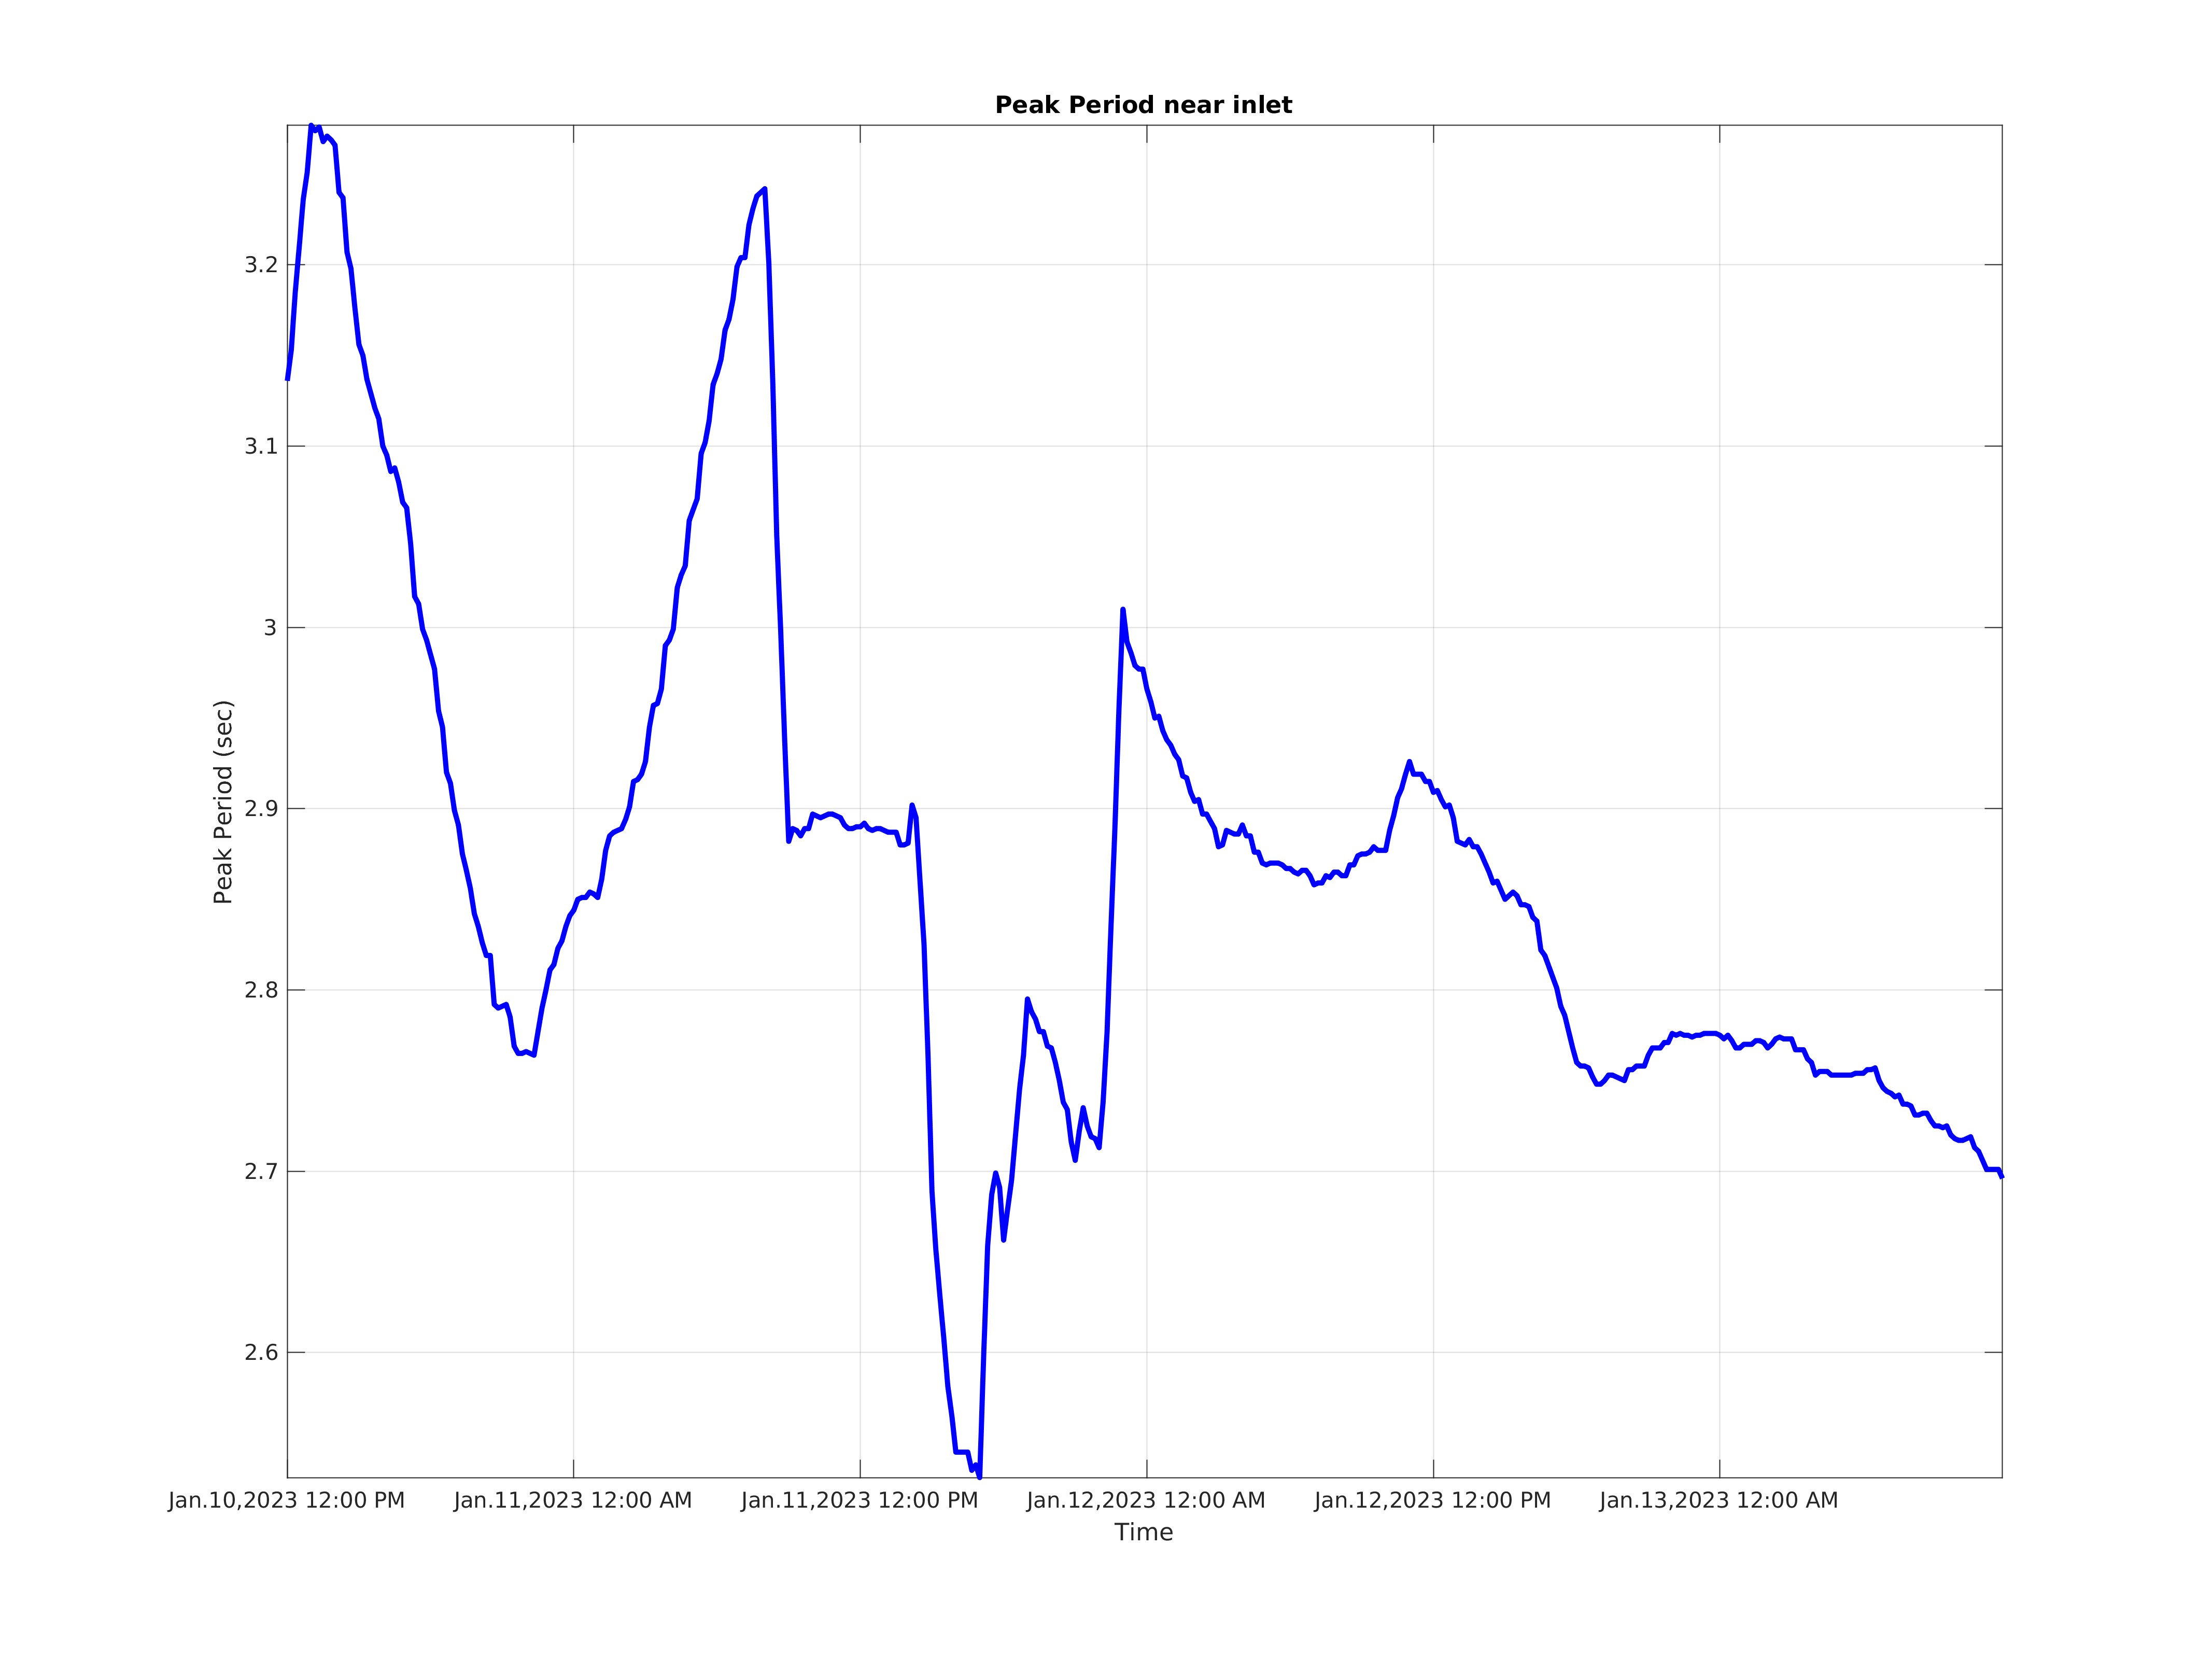 Peak Period near inlet
3.2
3.1
3
2.9
2.8
2.7
2.6
Peak Period (sec)
Jan.10,2023 12:00 PM
Jan.11,2023 12:00 AM
Jan.11,2023 12:00 PM
Jan.12,2023 12:00 AM
Jan.12,2023 12:00 PM
Jan.13,2023 12:00 AM
Time